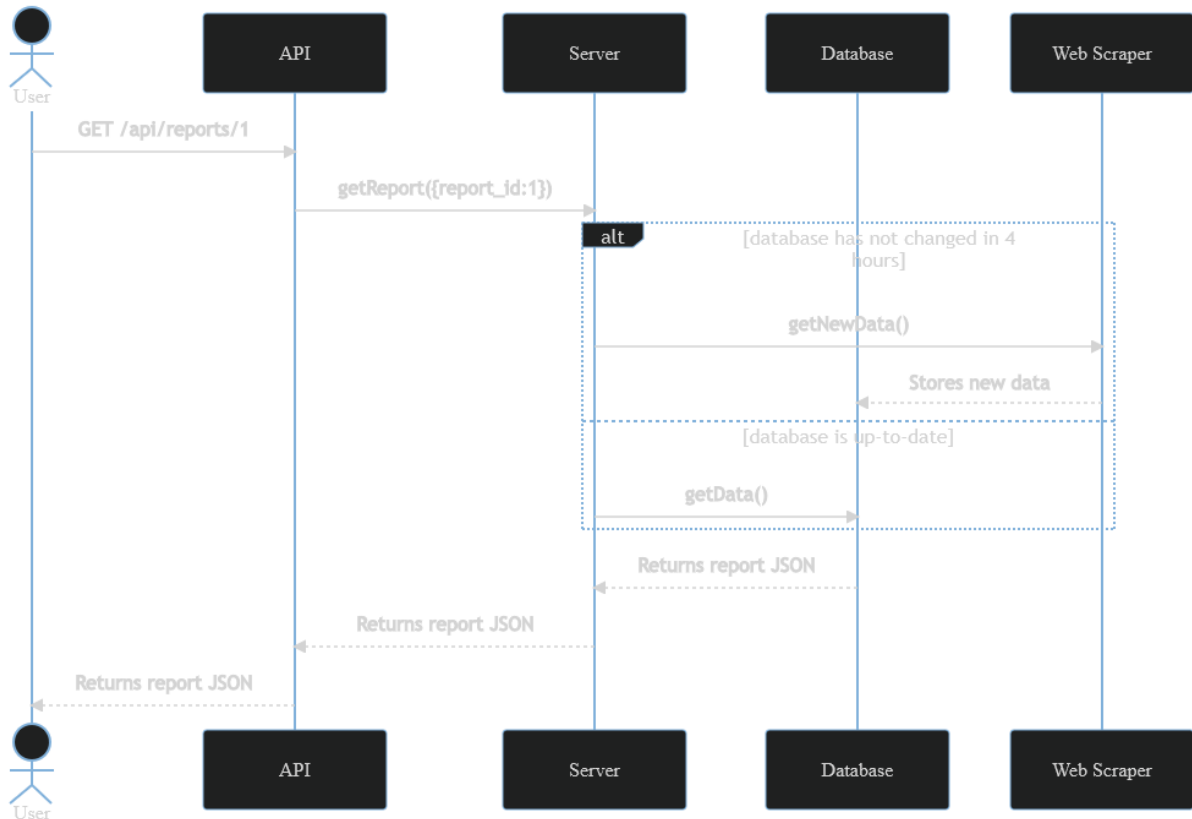 User
API
Server
Database
Web Scraper
GET /api/reports/1
getReport({report_id:1})
alt
[database has not changed in 4
hours]
getNewData()
Stores new data
[database is up-to-date]
getData()
Returns report JSON
Returns report JSON
Returns report JSON
User
API
Server
Database
Web Scraper